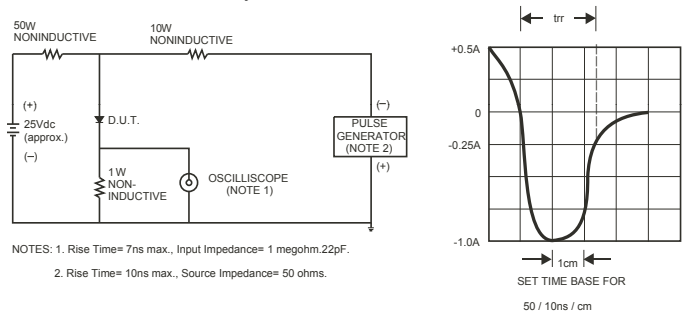 50W
NONINDUCTIVE
10W
NONINDUCTIVE
(+)
25Vdc
(approx.)
(–)
D.U.T.
1W
NON-
INDUCTIVE
OSCILLISCOPE
(NOTE 1)
(–)
PULSE
GENERATOR
(NOTE 2)
(+)
NOTES: 1. Rise Time= 7ns max., Input Impedance= 1 megohm.22pF.
2. Rise Time= 10ns max., Source Impedance= 50 ohms.
trr
+0.5A
0
-0.25A
-1.0A
1cm
SET TIME BASE FOR
50 / 10ns / cm